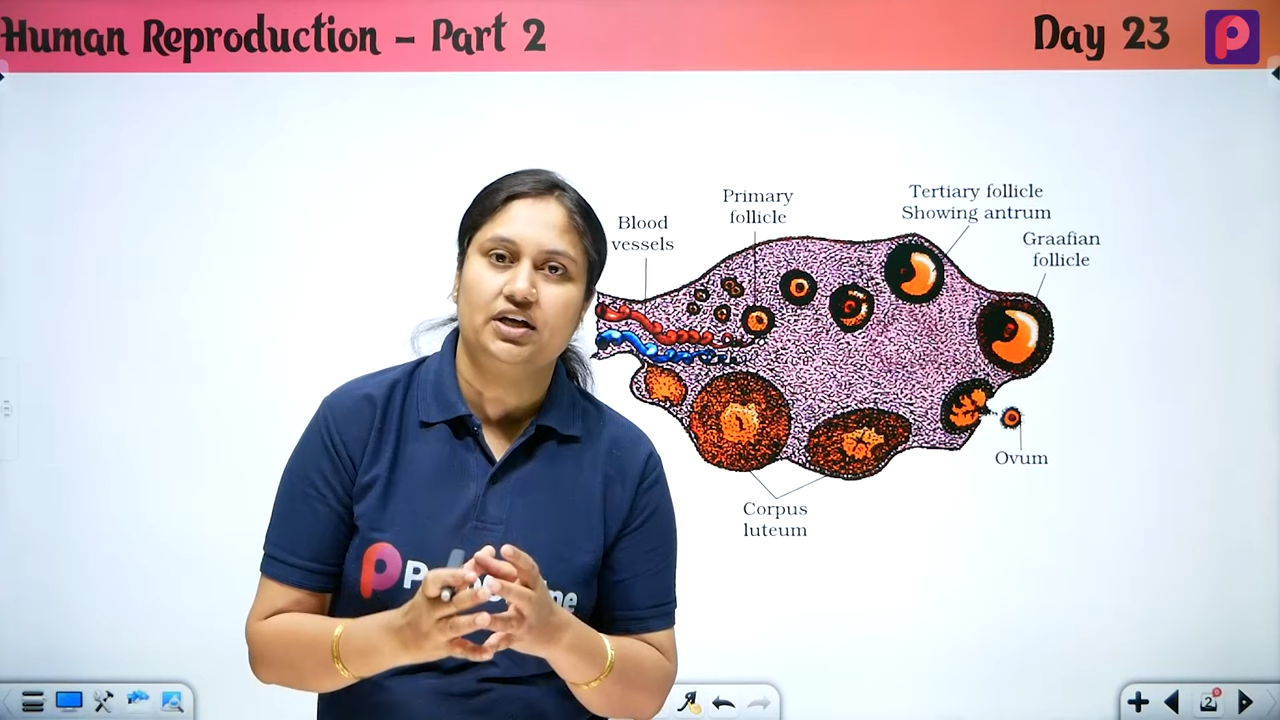 Human Reproduction – Part 2
Day 23
Primary
follicle
Tertiary follicle
Showing antrum
Blood
vessels
Graafian
follicle
Ovum
Corpus
luteum
2